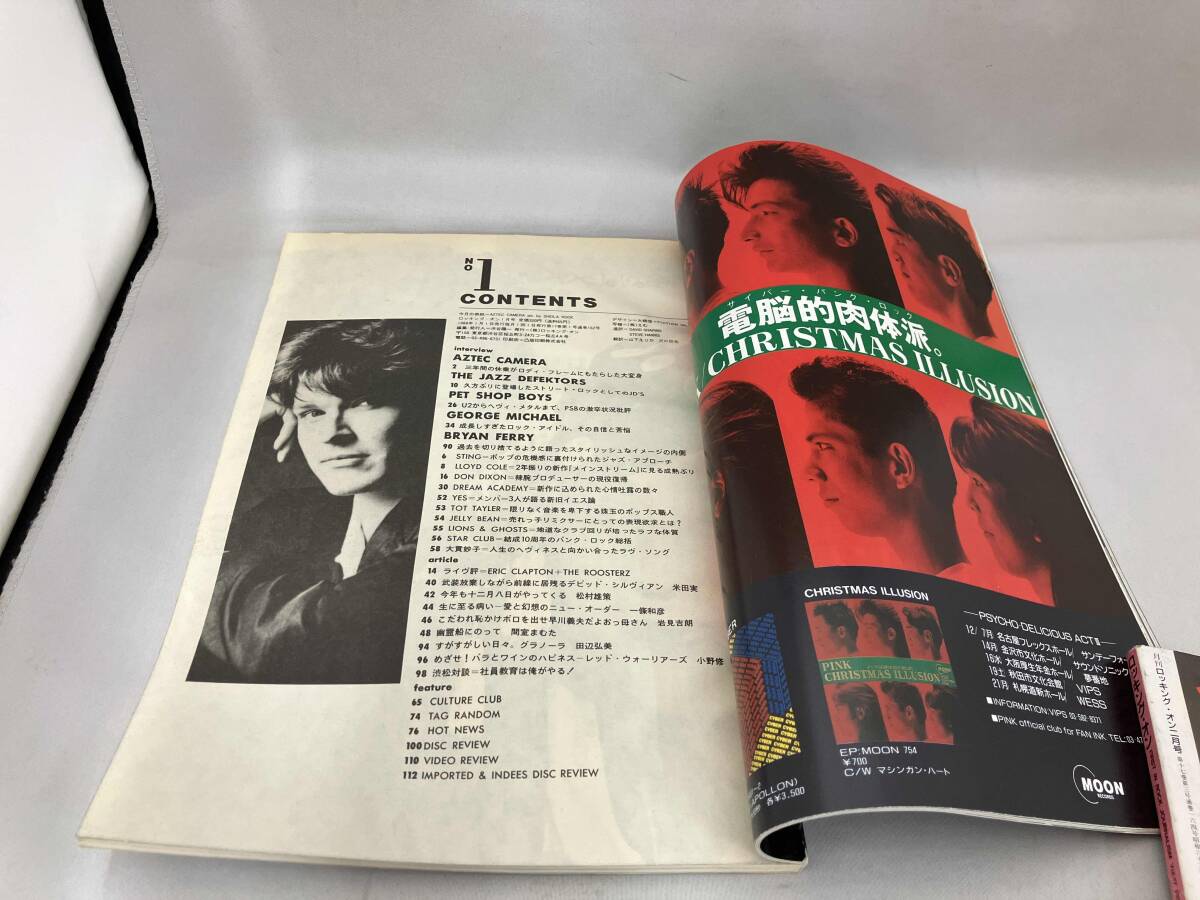 NO
1
CONTENTS
interview
AZTEC CAMERA
2 三年間の休養がロディ・フレームにもたらした大変身
THE JAZZ DEFEKTORS
10 久方ぶりに登場したストリート・ロックとしてのJD'S
PET SHOP BOYS
26 U2からヘヴィ・メタルまで、PSBの激辛状況批評
GEORGE MICHAEL
34 成長しすぎたロック・アイドル、その自信と苦悩
BRYAN FERRY
90 過去を切り捨てるように語ったスタイリッシュなイメージの内側
6 STING=ポップの危機感に裏付けられたジャズ・アプローチ
8 LLOYD COLE=2年振りの新作「メインストリーム」に見る成熟ぶり
16 DON DIXON=辣腕プロデューサーの現役復帰
30 DREAM ACADEMY=新作に込められた心情吐露の数々
52 YES=メンバー3人が語る新旧イエス論
53 TOT TAYLER=限りなく音楽を卑下する珠玉のポップス職人
54 JELLY BEAN=売れっ子リミクサーにとっての表現欲求とは?
55 LIONS & GHOSTS=地道なクラブ回りが培ったラフな体質
56 STAR CLUB=結成10周年のパンク・ロック総括
58 大貫妙子=人生のヘヴィネスと向かい合ったラヴ・ソング
article
14 ライヴ評=ERIC CLAPTON+THE ROOSTERZ
40 武装放棄しながら前線に居残るデビッド・シルヴィアン 米田実
42 今年も十二月八日がやってくる 松村雄策
44 生に至る病—愛と幻想のニュー・オーダー 一條和彦
46 こだわれ恥かけボロを出せ早川義夫だよおっ母さん 岩見吉朗
48 幽霊船にのって 間室まむた
94 すがすがしい日々。グラノーラ 田辺弘美
96 めざせ!バラとワインのハピネス—レッド・ウォーリアーズ 小野修
98 渋松対談=社員教育は俺がやる!
feature
65 CULTURE CLUB
74 TAG RANDOM
76 HOT NEWS
100 DISC REVIEW
110 VIDEO REVIEW
112 IMPORTED & INDEES DISC REVIEW
サイバー・パンク・ロック
電脳的肉体派。
CHRISTMAS ILLUSION
CHRISTMAS ILLUSION
PINK
CHRISTMAS ILLUSION
EP:MOON 754
¥700
C/W マシンガン・ハート
APOLLON)
各¥3,500
PSYCHO-DELICIOUS ACT
12/7月 名古屋フレックスホール/サンデーフォー
14月 金沢市文化ホール/サウンドソニック
16水 大阪厚生年金ホール/夢番地
19土 秋田市文化会館/VIPS
21月 札幌道新ホール/WESS
■INFORMATION:VIPS 03-582-8371
■PINK official club for FAN INK TEL:03-47
MOON
RECORDS
月刊ロッキング・オン二月号